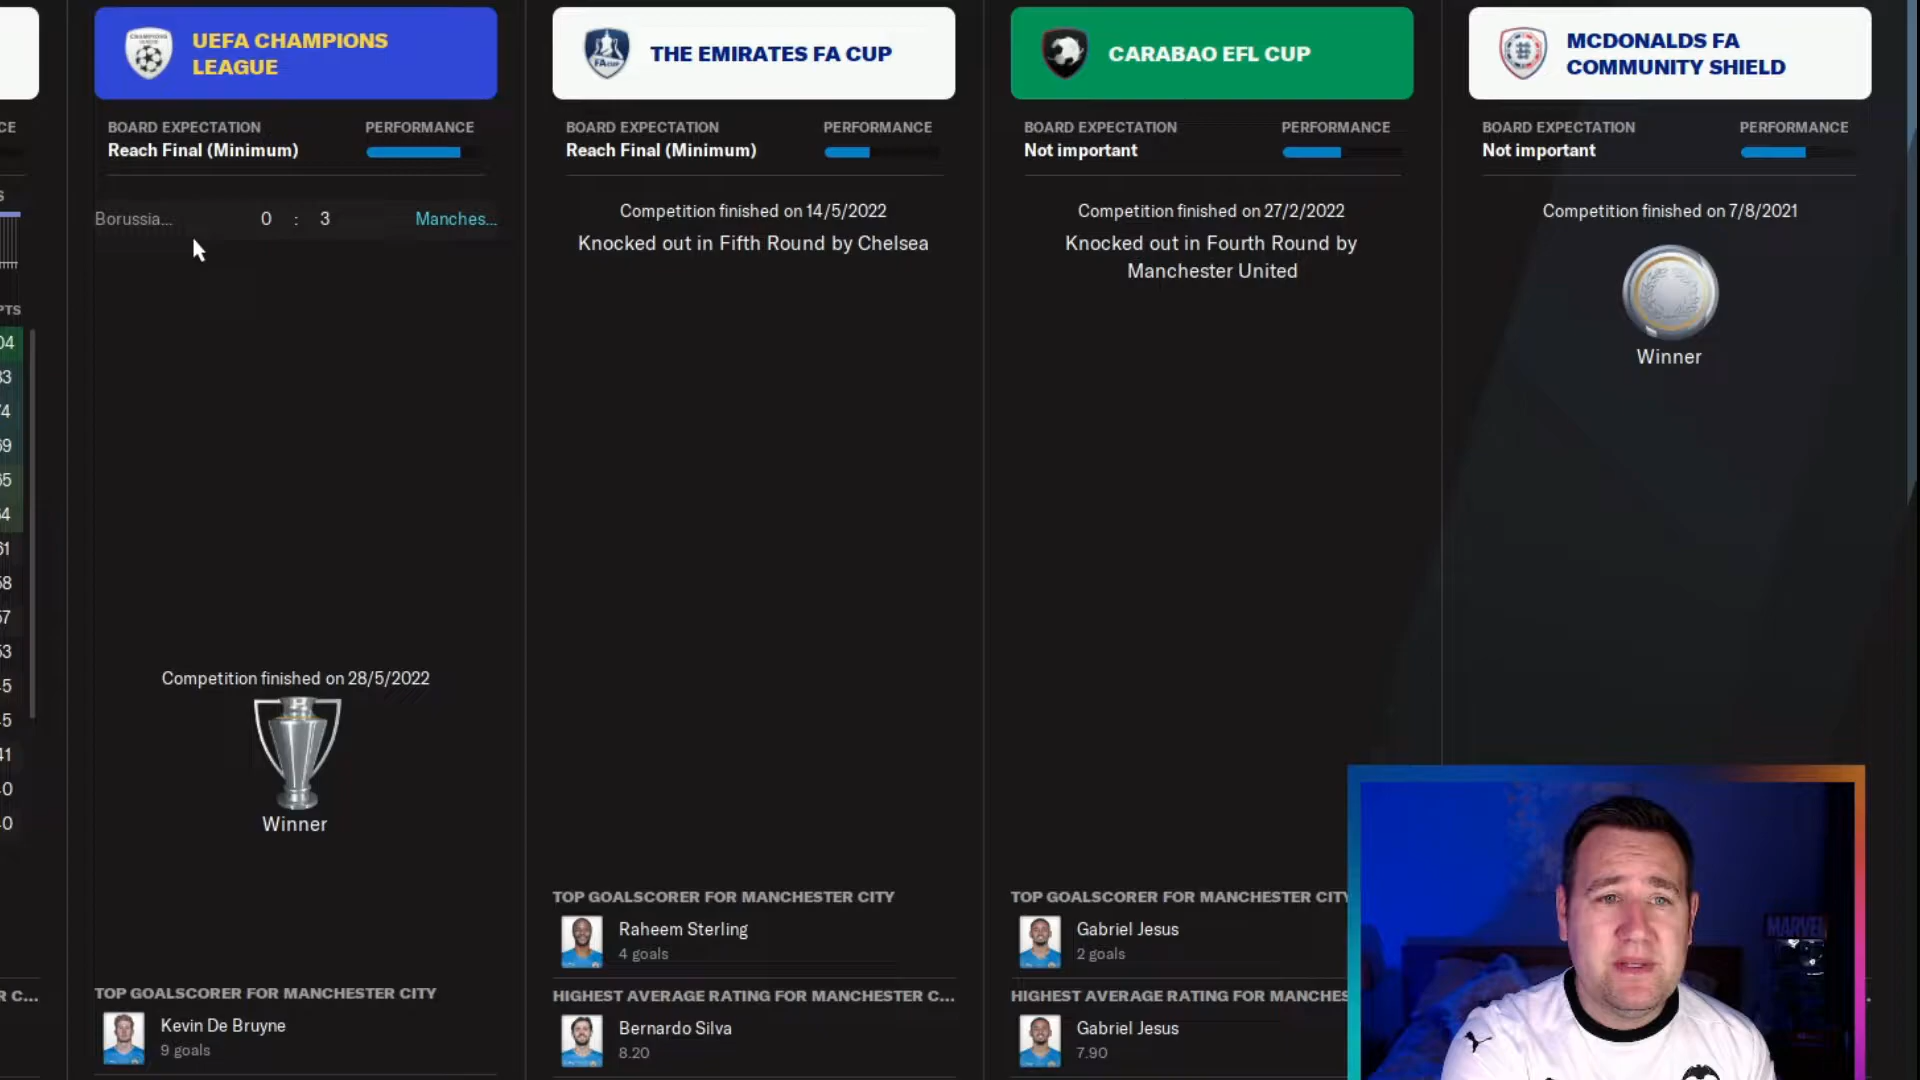 UEFA CHAMPIONS
LEAGUE
BOARD EXPECTATION
PERFORMANCE
Reach Final (Minimum)
Borussia... 0 : 3 Manches...
Competition finished on 28/5/2022
Winner
TOP GOALSCORER FOR MANCHESTER CITY
Kevin De Bruyne
9 goals
THE EMIRATES FA CUP
BOARD EXPECTATION
PERFORMANCE
Reach Final (Minimum)
Competition finished on 14/5/2022
Knocked out in Fifth Round by Chelsea
TOP GOALSCORER FOR MANCHESTER CITY
Raheem Sterling
4 goals
HIGHEST AVERAGE RATING FOR MANCHESTER C...
Bernardo Silva
8.20
CARABAO EFL CUP
BOARD EXPECTATION
PERFORMANCE
Not important
Competition finished on 27/2/2022
Knocked out in Fourth Round by
Manchester United
TOP GOALSCORER FOR MANCHESTER CITY
Gabriel Jesus
2 goals
HIGHEST AVERAGE RATING FOR MANCHES
Gabriel Jesus
7.90
MCDONALDS FA
COMMUNITY SHIELD
BOARD EXPECTATION
PERFORMANCE
Not important
Competition finished on 7/8/2021
Winner
MARVEL